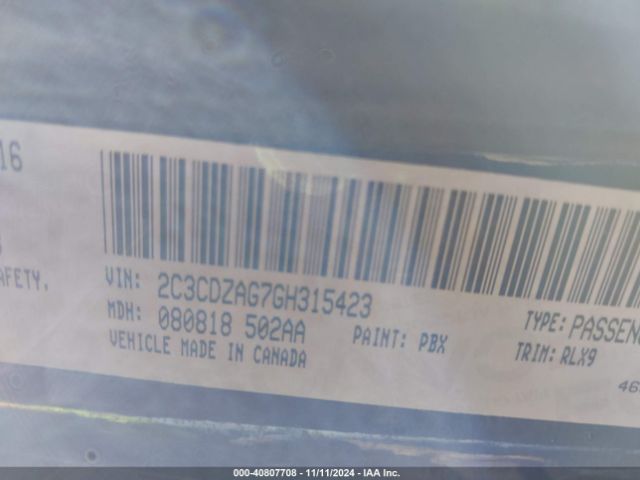 16
AFETY,
VIN: 2C3CDZAG7GH315423
MDH: 080818 502AA
PAINT: PBX
VEHICLE MADE IN CANADA
TYPE: PASSEN
TRIM: RLX9
46
000-40807708 - 11/11/2024 - IAA Inc.